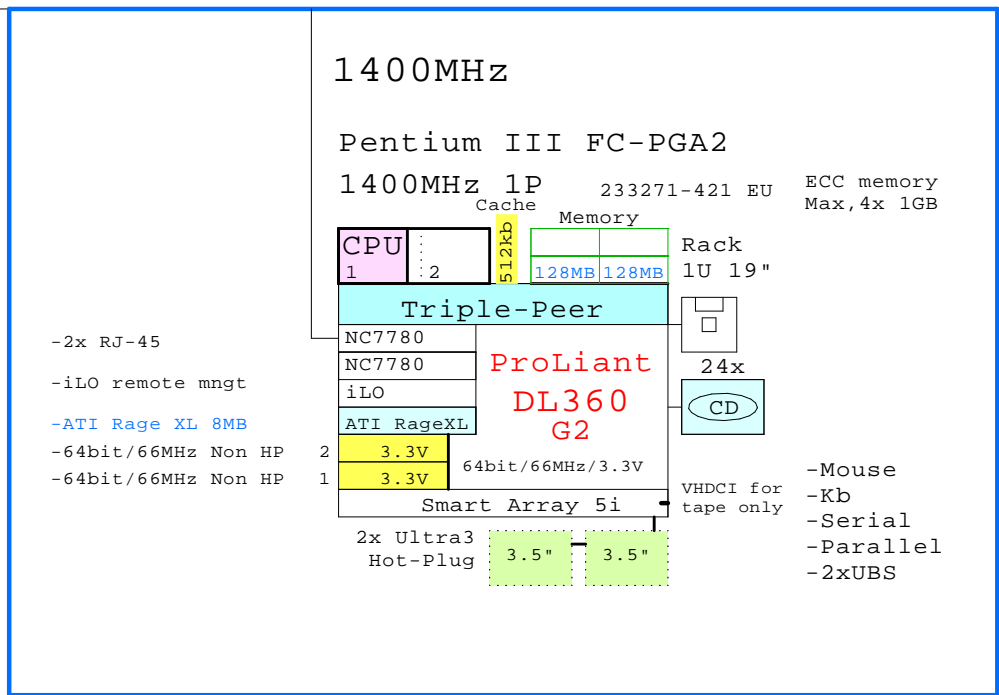 1400MHz
Pentium III FC-PGA2
1400MHz 1P
233271-421 EU
ECC memory
Max,4x 1GB
Cache
512kb
Memory
CPU
1
2
128MB 128MB
Rack
1U 19"
Triple-Peer
-2x RJ-45
NC7780
NC7780
-iLO remote mngt
iLO
-ATI Rage XL 8MB
ATI RageXL
-64bit/66MHz Non HP 2 3.3V
-64bit/66MHz Non HP 1 3.3V
ProLiant
DL360
G2
64bit/66MHz/3.3V
24x
CD
Smart Array 5i
VHDCI for
tape only
2x Ultra3
Hot-Plug
3.5" 3.5"
-Mouse
-Kb
-Serial
-Parallel
-2xUBS